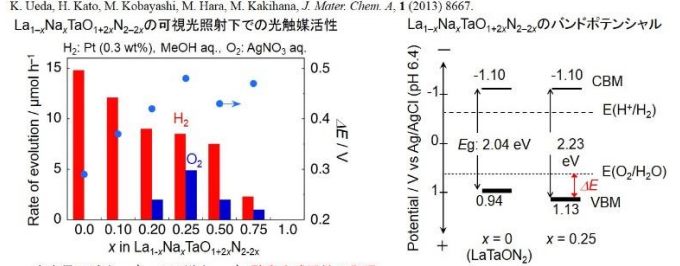 K. Ueda, H. Kato, M. Kobayashi, M. Hara, M. Kakihana, J. Mater. Chem. A, 1 (2013) 8667.
La₁₋ₓNaₓTaO₁₊₂ₓN₂₋₂ₓの可視光照射下での光触媒活性
H₂: Pt (0.3 wt%), MeOH aq., O₂: AgNO₃ aq.
Rate of evolution / μmol h⁻¹
15
10
5
0
H₂
O₂
0.5
0.4
0.3
0.2
ΔE / V
0.0 0.10 0.20 0.25 0.50 0.75 1.0
x in La₁₋ₓNaₓTaO₁₊₂ₓN₂₋₂ₓ
La₁₋ₓNaₓTaO₁₊₂ₓN₂₋₂ₓのバンドポテンシャル
Potential / V vs Ag/AgCl (pH 6.4)
−
-1
0
1
+
-1.10 -1.10 CBM
E(H⁺/H₂)
Eg: 2.04 eV 2.23 eV
E(O₂/H₂O)
ΔE
0.94 1.13 VBM
x = 0 x = 0.25
(LaTaON₂)